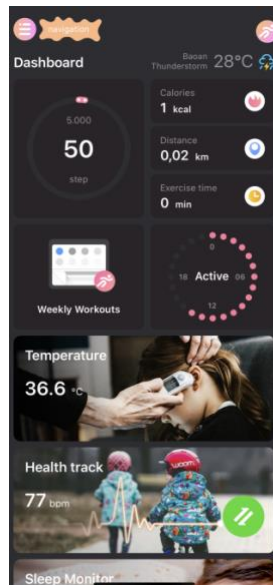 navigation
Dashboard
Baoan
Thunderstorm
28°C
5.000
50
step
Calories
1 kcal
Distance
0,02 km
Exercise time
0 min
Weekly Workouts
0
18 Active 06
12
Temperature
36.6 °C
Health track
woom
77 bpm
Sleep Monitor